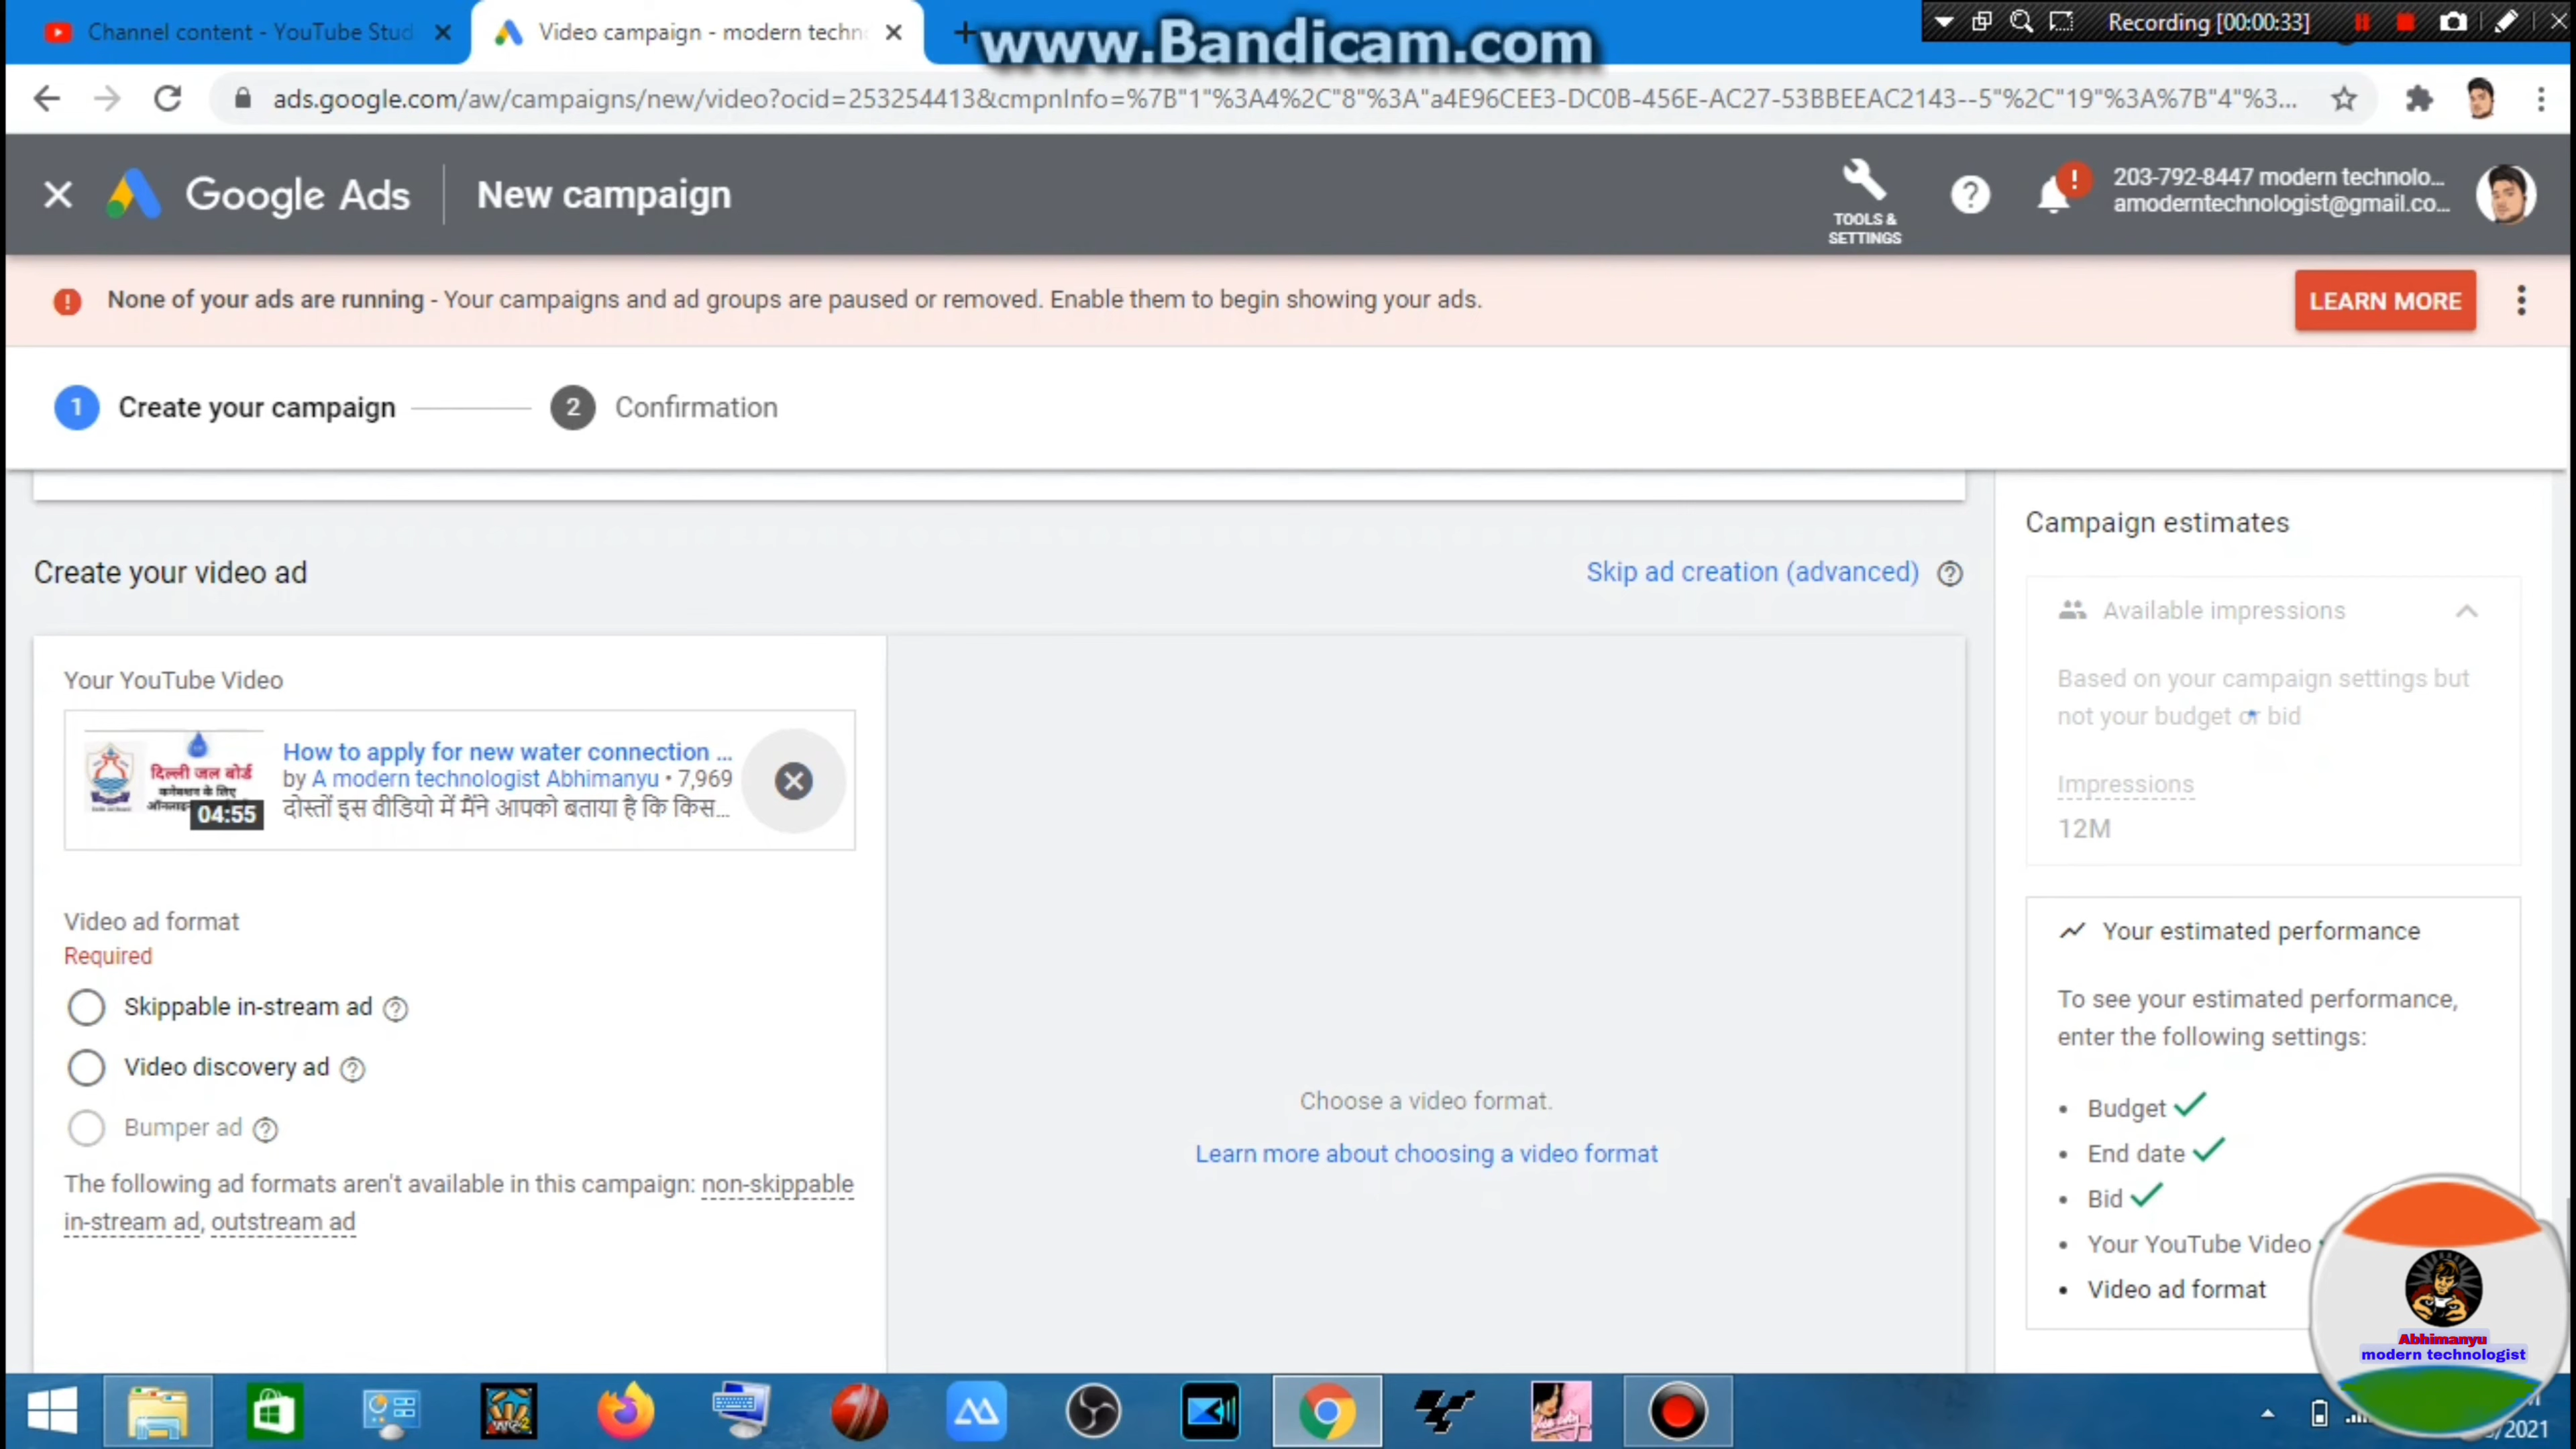 Channel content - YouTube Stud
Video campaign - modern techn
www.Bandicam.com
Recording [00:00:33]
ads.google.com/aw/campaigns/new/video?ocid=253254413&cmpnInfo=%7B"1"%3A4%2C"8"%3A"a4E96CEE3-DC0B-456E-AC27-53BBEEAC2143--5"%2C"19"%3A%7B"4"%3...
Google Ads
New campaign
TOOLS &
SETTINGS
203-792-8447 modern technolo...
amoderntechnologist@gmail.co...
None of your ads are running - Your campaigns and ad groups are paused or removed. Enable them to begin showing your ads.
LEARN MORE
1 Create your campaign
2 Confirmation
Create your video ad
Skip ad creation (advanced)
Your YouTube Video
दिल्ली जल बोर्ड
कनेक्शन के लिए
04:55
How to apply for new water connection ...
by A modern technologist Abhimanyu • 7,969
दोस्तों इस वीडियो में मैंने आपको बताया है कि किस...
Video ad format
Required
Skippable in-stream ad
Video discovery ad
Bumper ad
The following ad formats aren't available in this campaign: non-skippable
in-stream ad, outstream ad
Choose a video format.
Learn more about choosing a video format
Campaign estimates
Available impressions
Based on your campaign settings but
not your budget or bid
Impressions
12M
Your estimated performance
To see your estimated performance,
enter the following settings:
• Budget
• End date
• Bid
• Your YouTube Video
• Video ad format
Abhimanyu
modern technologist
/2021